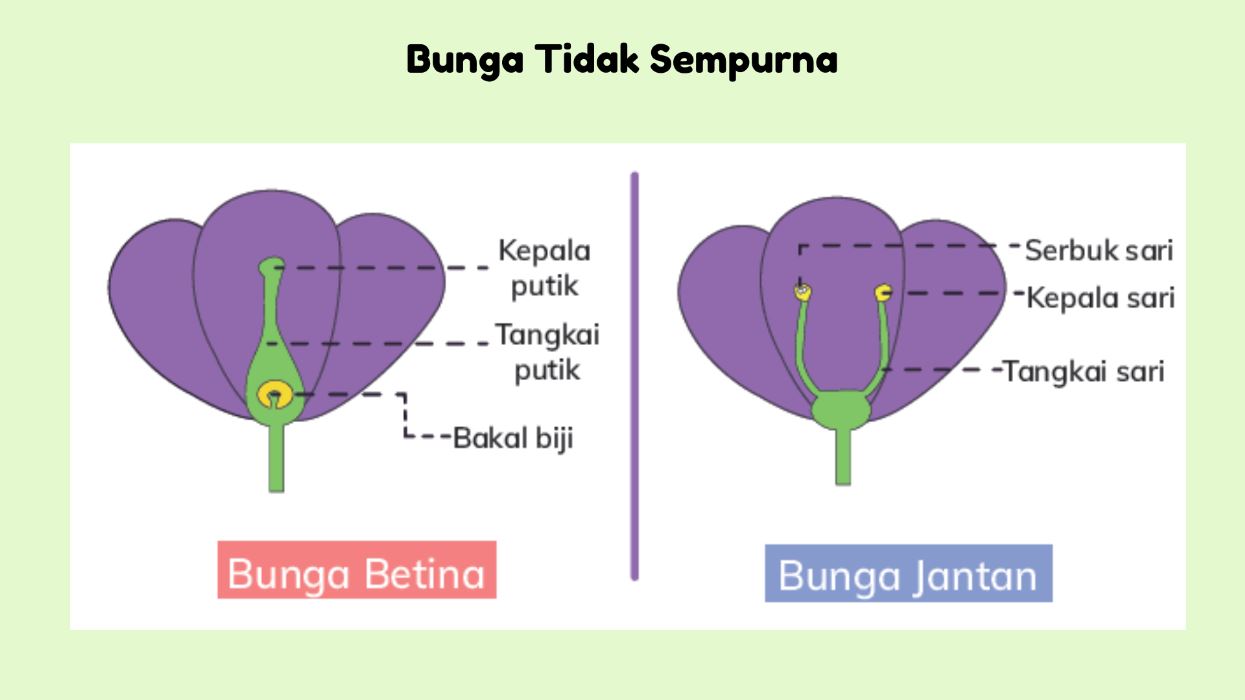 Bunga Tidak Sempurna
Kepala
putik
Tangkai
putik
Bakal biji
Bunga Betina
Serbuk sari
Kepala sari
Tangkai sari
Bunga Jantan